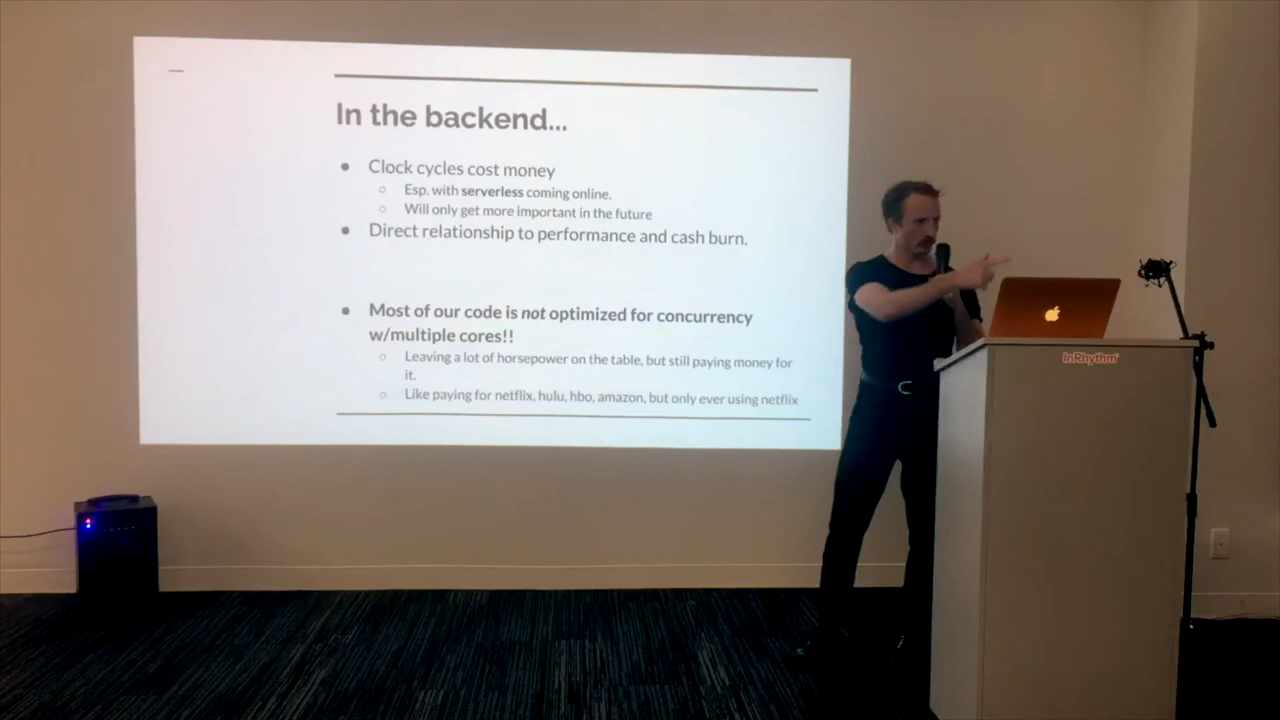 In the backend...
● Clock cycles cost money
○ Esp. with serverless coming online.
○ Will only get more important in the future
● Direct relationship to performance and cash burn.
● Most of our code is not optimized for concurrency
w/multiple cores!!
○ Leaving a lot of horsepower on the table, but still paying money for
it.
○ Like paying for netflix, hulu, hbo, amazon, but only ever using netflix
InRhythm